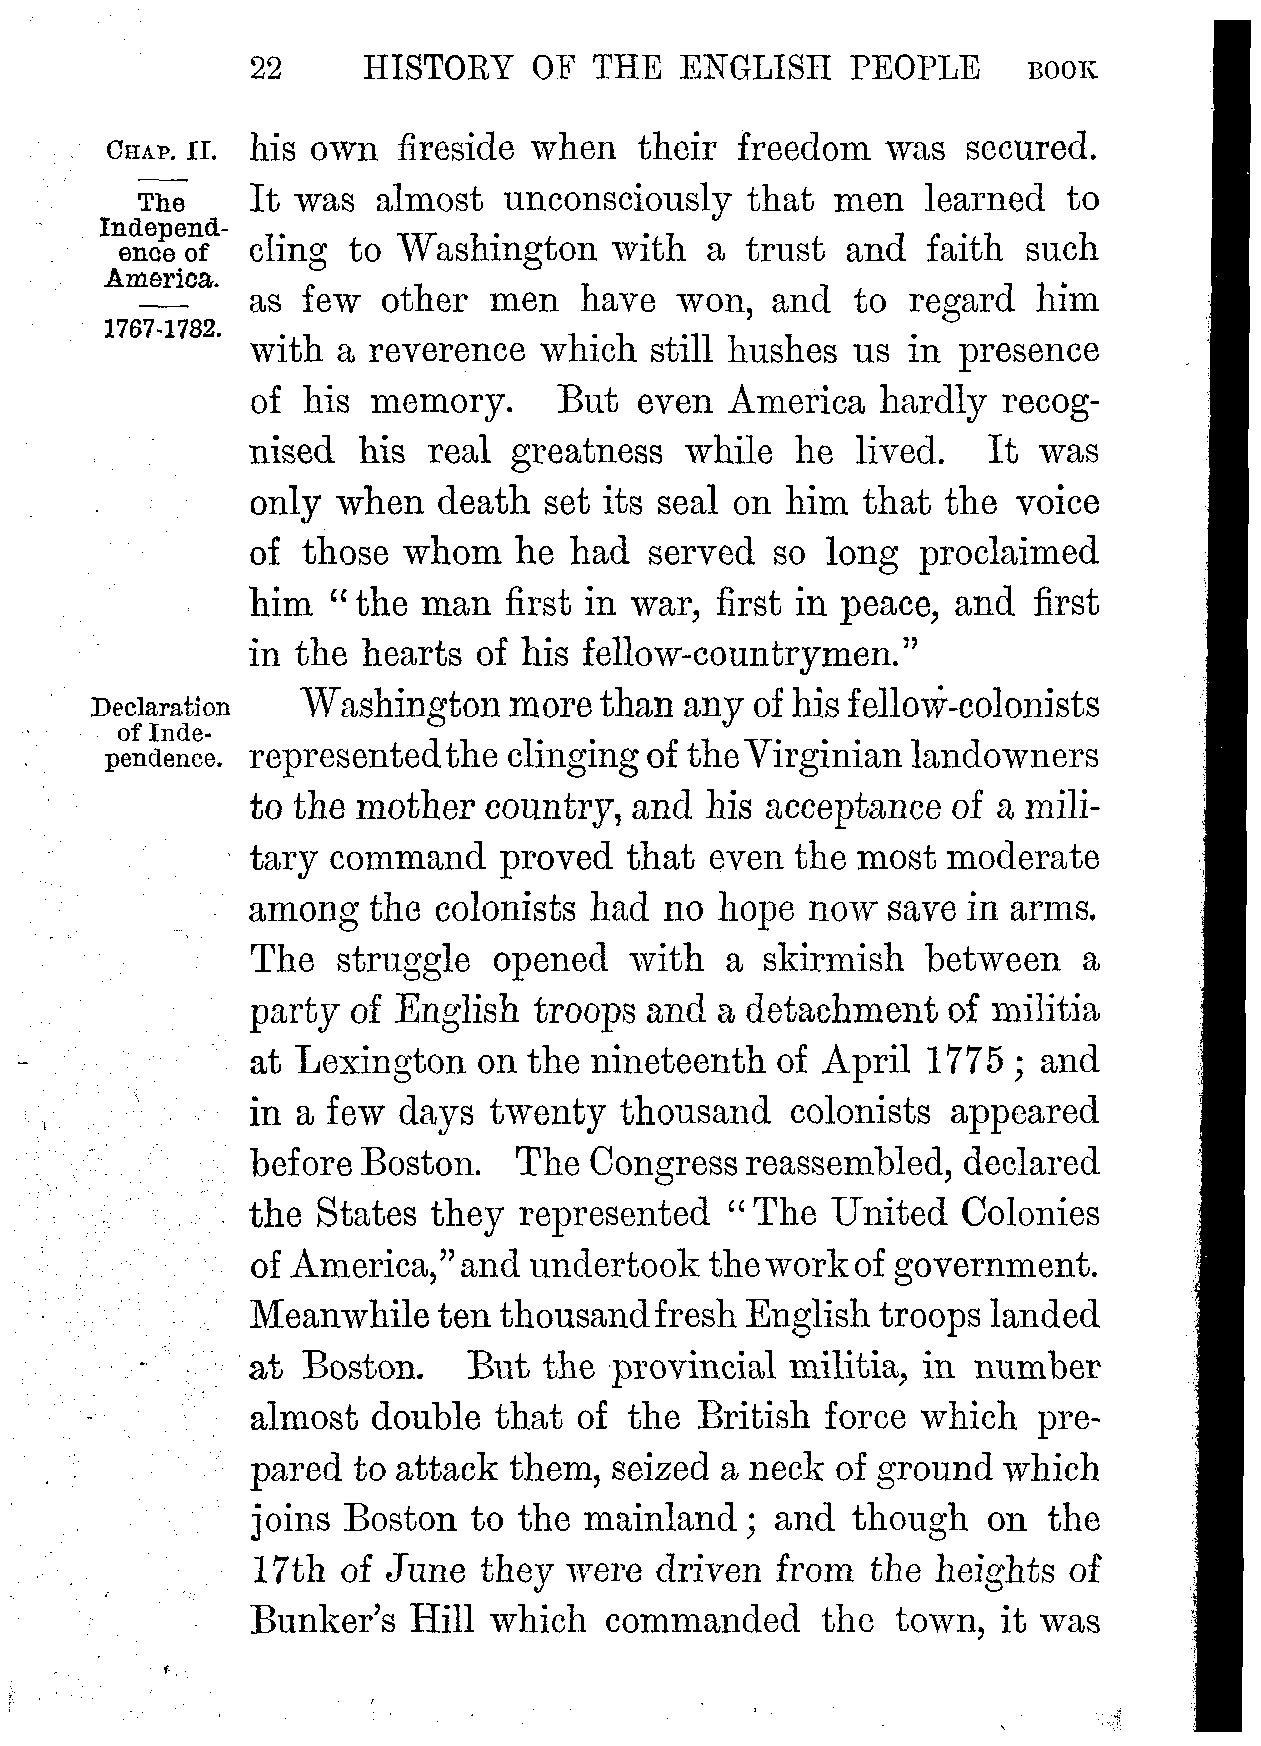 22 HISTORY OF THE ENGLISH PEOPLE BOOK
CHAP. II.
The
Independ-
ence of
America.
1767-1782.
his own fireside when their freedom was secured.
It was almost unconsciously that men learned to
cling to Washington with a trust and faith such
as few other men have won, and to regard him
with a reverence which still hushes us in presence
of his memory. But even America hardly recog-
nised his real greatness while he lived. It was
only when death set its seal on him that the voice
of those whom he had served so long proclaimed
him “the man first in war, first in peace, and first
in the hearts of his fellow-countrymen.”
Declaration
of Inde-
pendence.
Washington more than any of his fellow-colonists
represented the clinging of the Virginian landowners
to the mother country, and his acceptance of a mili-
tary command proved that even the most moderate
among the colonists had no hope now save in arms.
The struggle opened with a skirmish between a
party of English troops and a detachment of militia
at Lexington on the nineteenth of April 1775; and
in a few days twenty thousand colonists appeared
before Boston. The Congress reassembled, declared
the States they represented “The United Colonies
of America,” and undertook the work of government.
Meanwhile ten thousand fresh English troops landed
at Boston. But the provincial militia, in number
almost double that of the British force which pre-
pared to attack them, seized a neck of ground which
joins Boston to the mainland; and though on the
17th of June they were driven from the heights of
Bunker’s Hill which commanded the town, it was